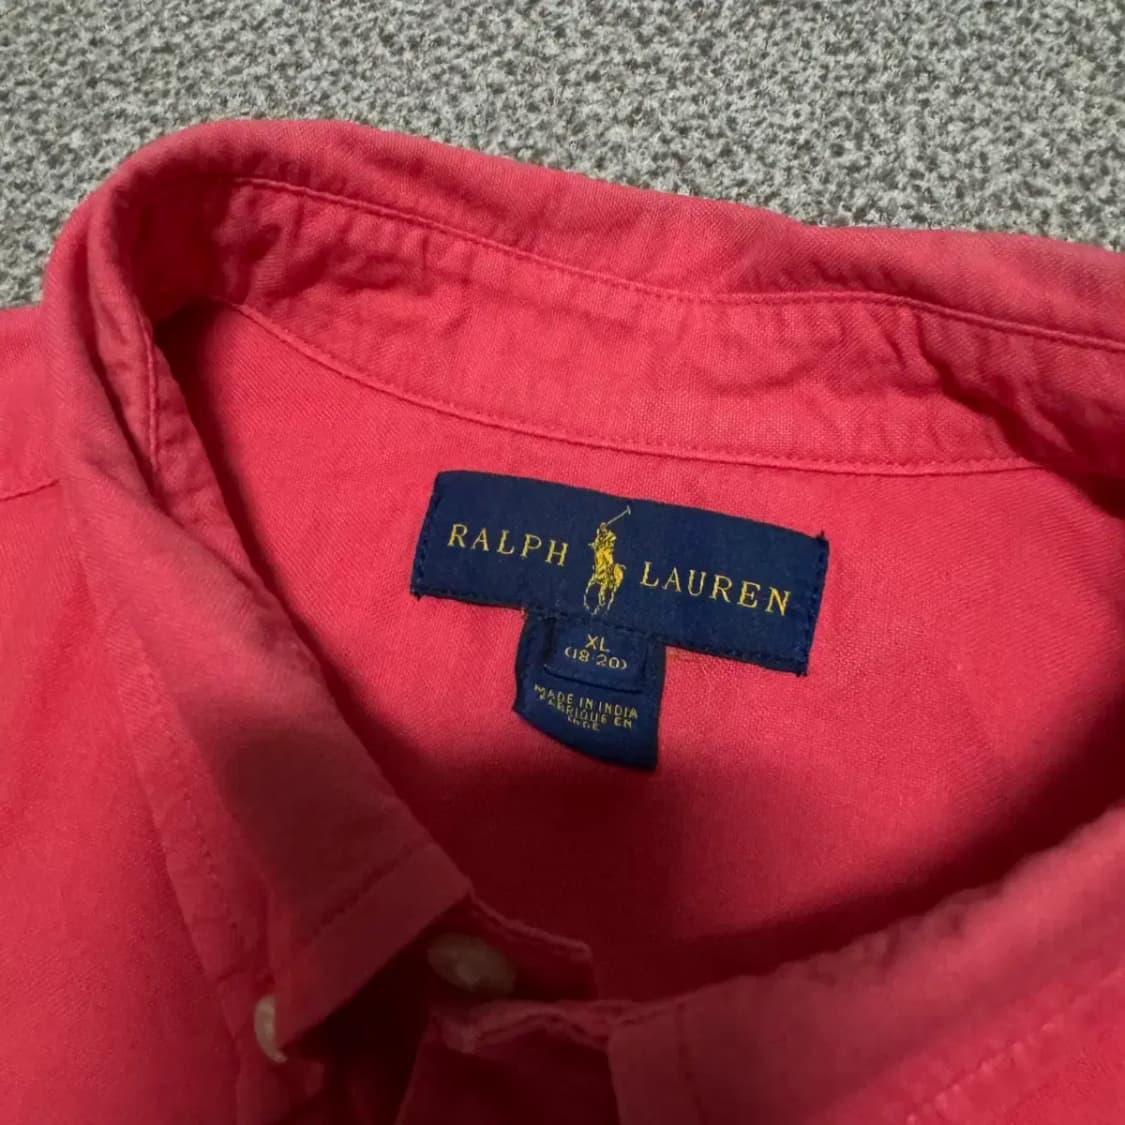 RALPH LAUREN
XL
(18-20)
MADE IN INDIA
FABRIQUE EN
INDE